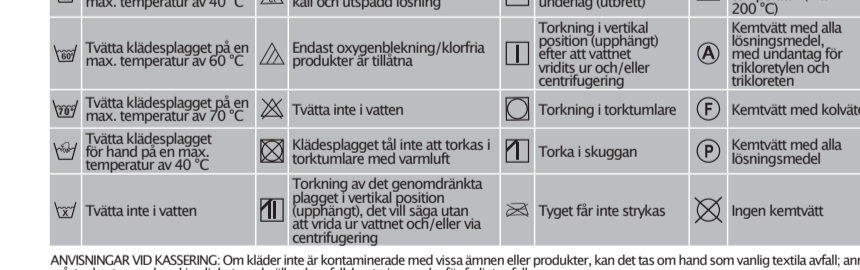 max. temperatur av 40 °C
kall och utspädd lösning
underlag (utbrett)
200 °C)
60°
Tvätta klädesplagget på en
max. temperatur av 60 °C
Endast oxygenblekning/klorfria
produkter är tillåtna
Torkning i vertikal
position (upphängt)
efter att vattnet
vridits ur och/eller
centrifugering
A
Kemtvätt med alla
lösningsmedel,
med undantag för
trikloretylen och
trikloreten
70°
Tvätta klädesplagget på en
max. temperatur av 70 °C
Tvätta inte i vatten
Torkning i torktumlare
F
Kemtvätt med kolväte
Tvätta klädesplagget
för hand på en max.
temperatur av 40 °C
Klädesplagget tål inte att torkas i
torktumlare med varmluft
Torka i skuggan
P
Kemtvätt med alla
lösningsmedel
Tvätta inte i vatten
Torkning av det genomdränkta
plagget i vertikal position
(upphängt), det vill säga utan
att vrida ur vattnet och/eller via
centrifugering
Tyget får inte strykas
Ingen kemtvätt
ANVISNINGAR VID KASSERING: Om kläder inte är kontaminerade med vissa ämnen eller produkter, kan det tas om hand som vanlig textila avfall;